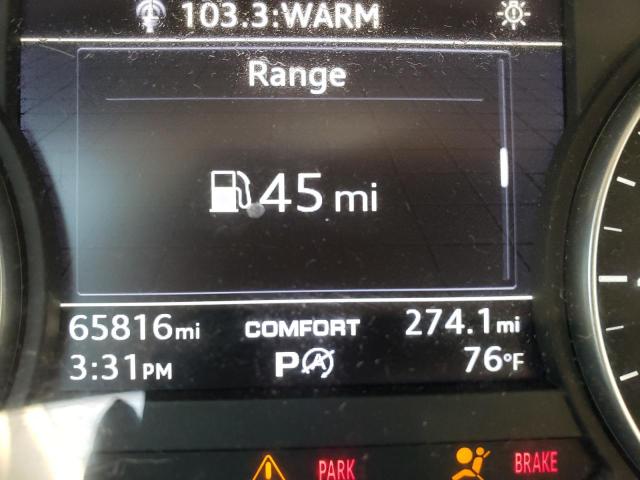 103.3:WARM
Range
45 mi
65816mi COMFORT 274.1mi
3:31PM P A 76°F
PARK BRAKE